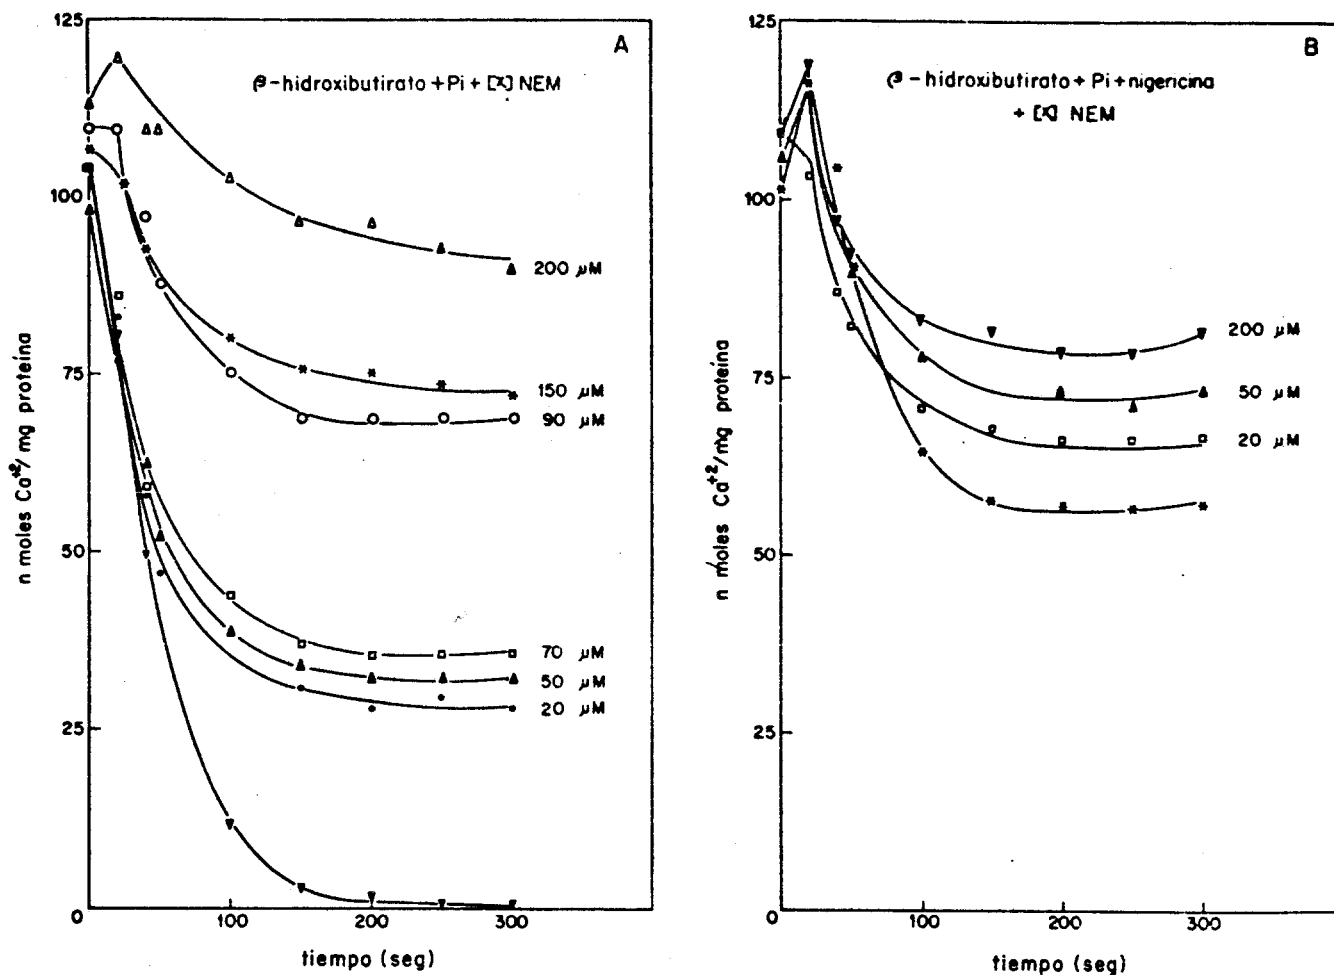 A
β-hidroxibutirato + Pi + [X] NEM
n moles Ca⁺²/mg proteína
125
100
75
50
25
0
200 μM
150 μM
90 μM
70 μM
50 μM
20 μM
100
200
300
tiempo (seg)
B
β-hidroxibutirato + Pi + nigericina
+ [X] NEM
n moles Ca⁺²/mg proteína
125
100
75
50
25
0
200 μM
50 μM
20 μM
100
200
300
tiempo (seg)